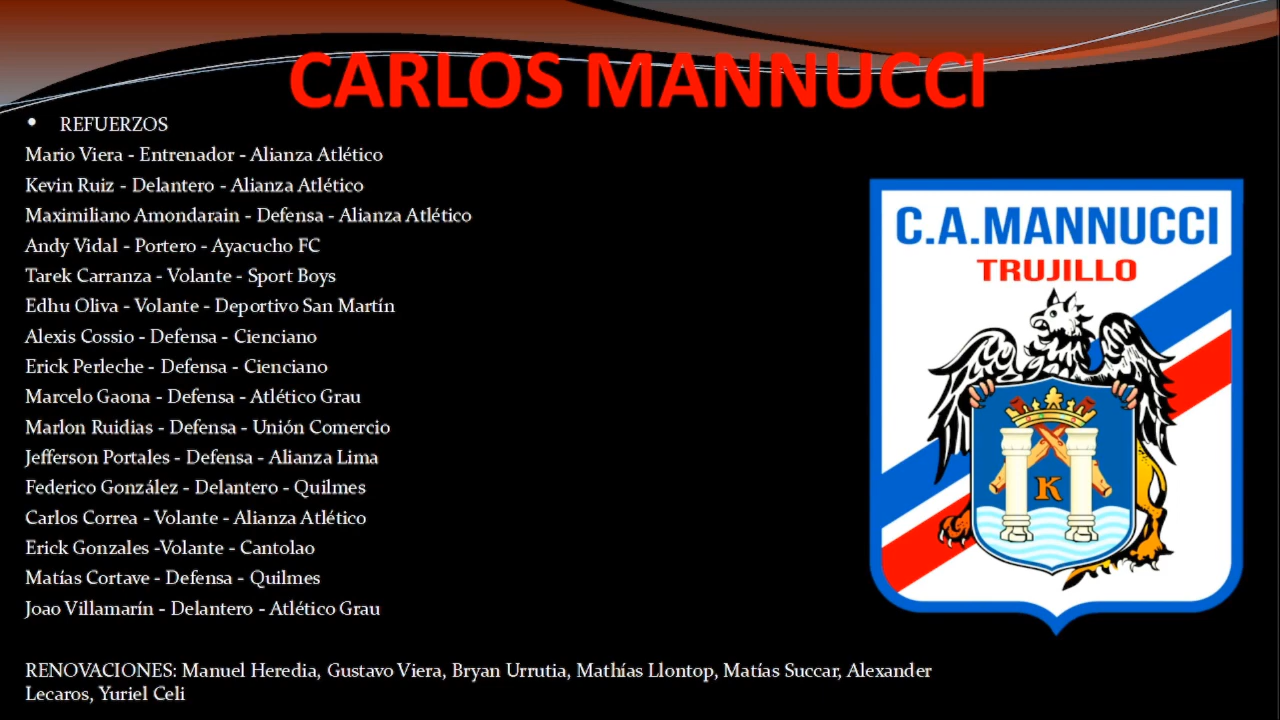 CARLOS MANNUCCI
• REFUERZOS
Mario Viera - Entrenador - Alianza Atlético
Kevin Ruiz - Delantero - Alianza Atlético
Maximiliano Amondarain - Defensa - Alianza Atlético
Andy Vidal - Portero - Ayacucho FC
Tarek Carranza - Volante - Sport Boys
Edhu Oliva - Volante - Deportivo San Martín
Alexis Cossio - Defensa - Cienciano
Erick Perleche - Defensa - Cienciano
Marcelo Gaona - Defensa - Atlético Grau
Marlon Ruidias - Defensa - Unión Comercio
Jefferson Portales - Defensa - Alianza Lima
Federico González - Delantero - Quilmes
Carlos Correa - Volante - Alianza Atlético
Erick Gonzales -Volante - Cantolao
Matías Cortave - Defensa - Quilmes
Joao Villamarín - Delantero - Atlético Grau
RENOVACIONES: Manuel Heredia, Gustavo Viera, Bryan Urrutia, Mathías Llontop, Matías Succar, Alexander
Lecaros, Yuriel Celi
C.A.MANNUCCI
TRUJILLO
K